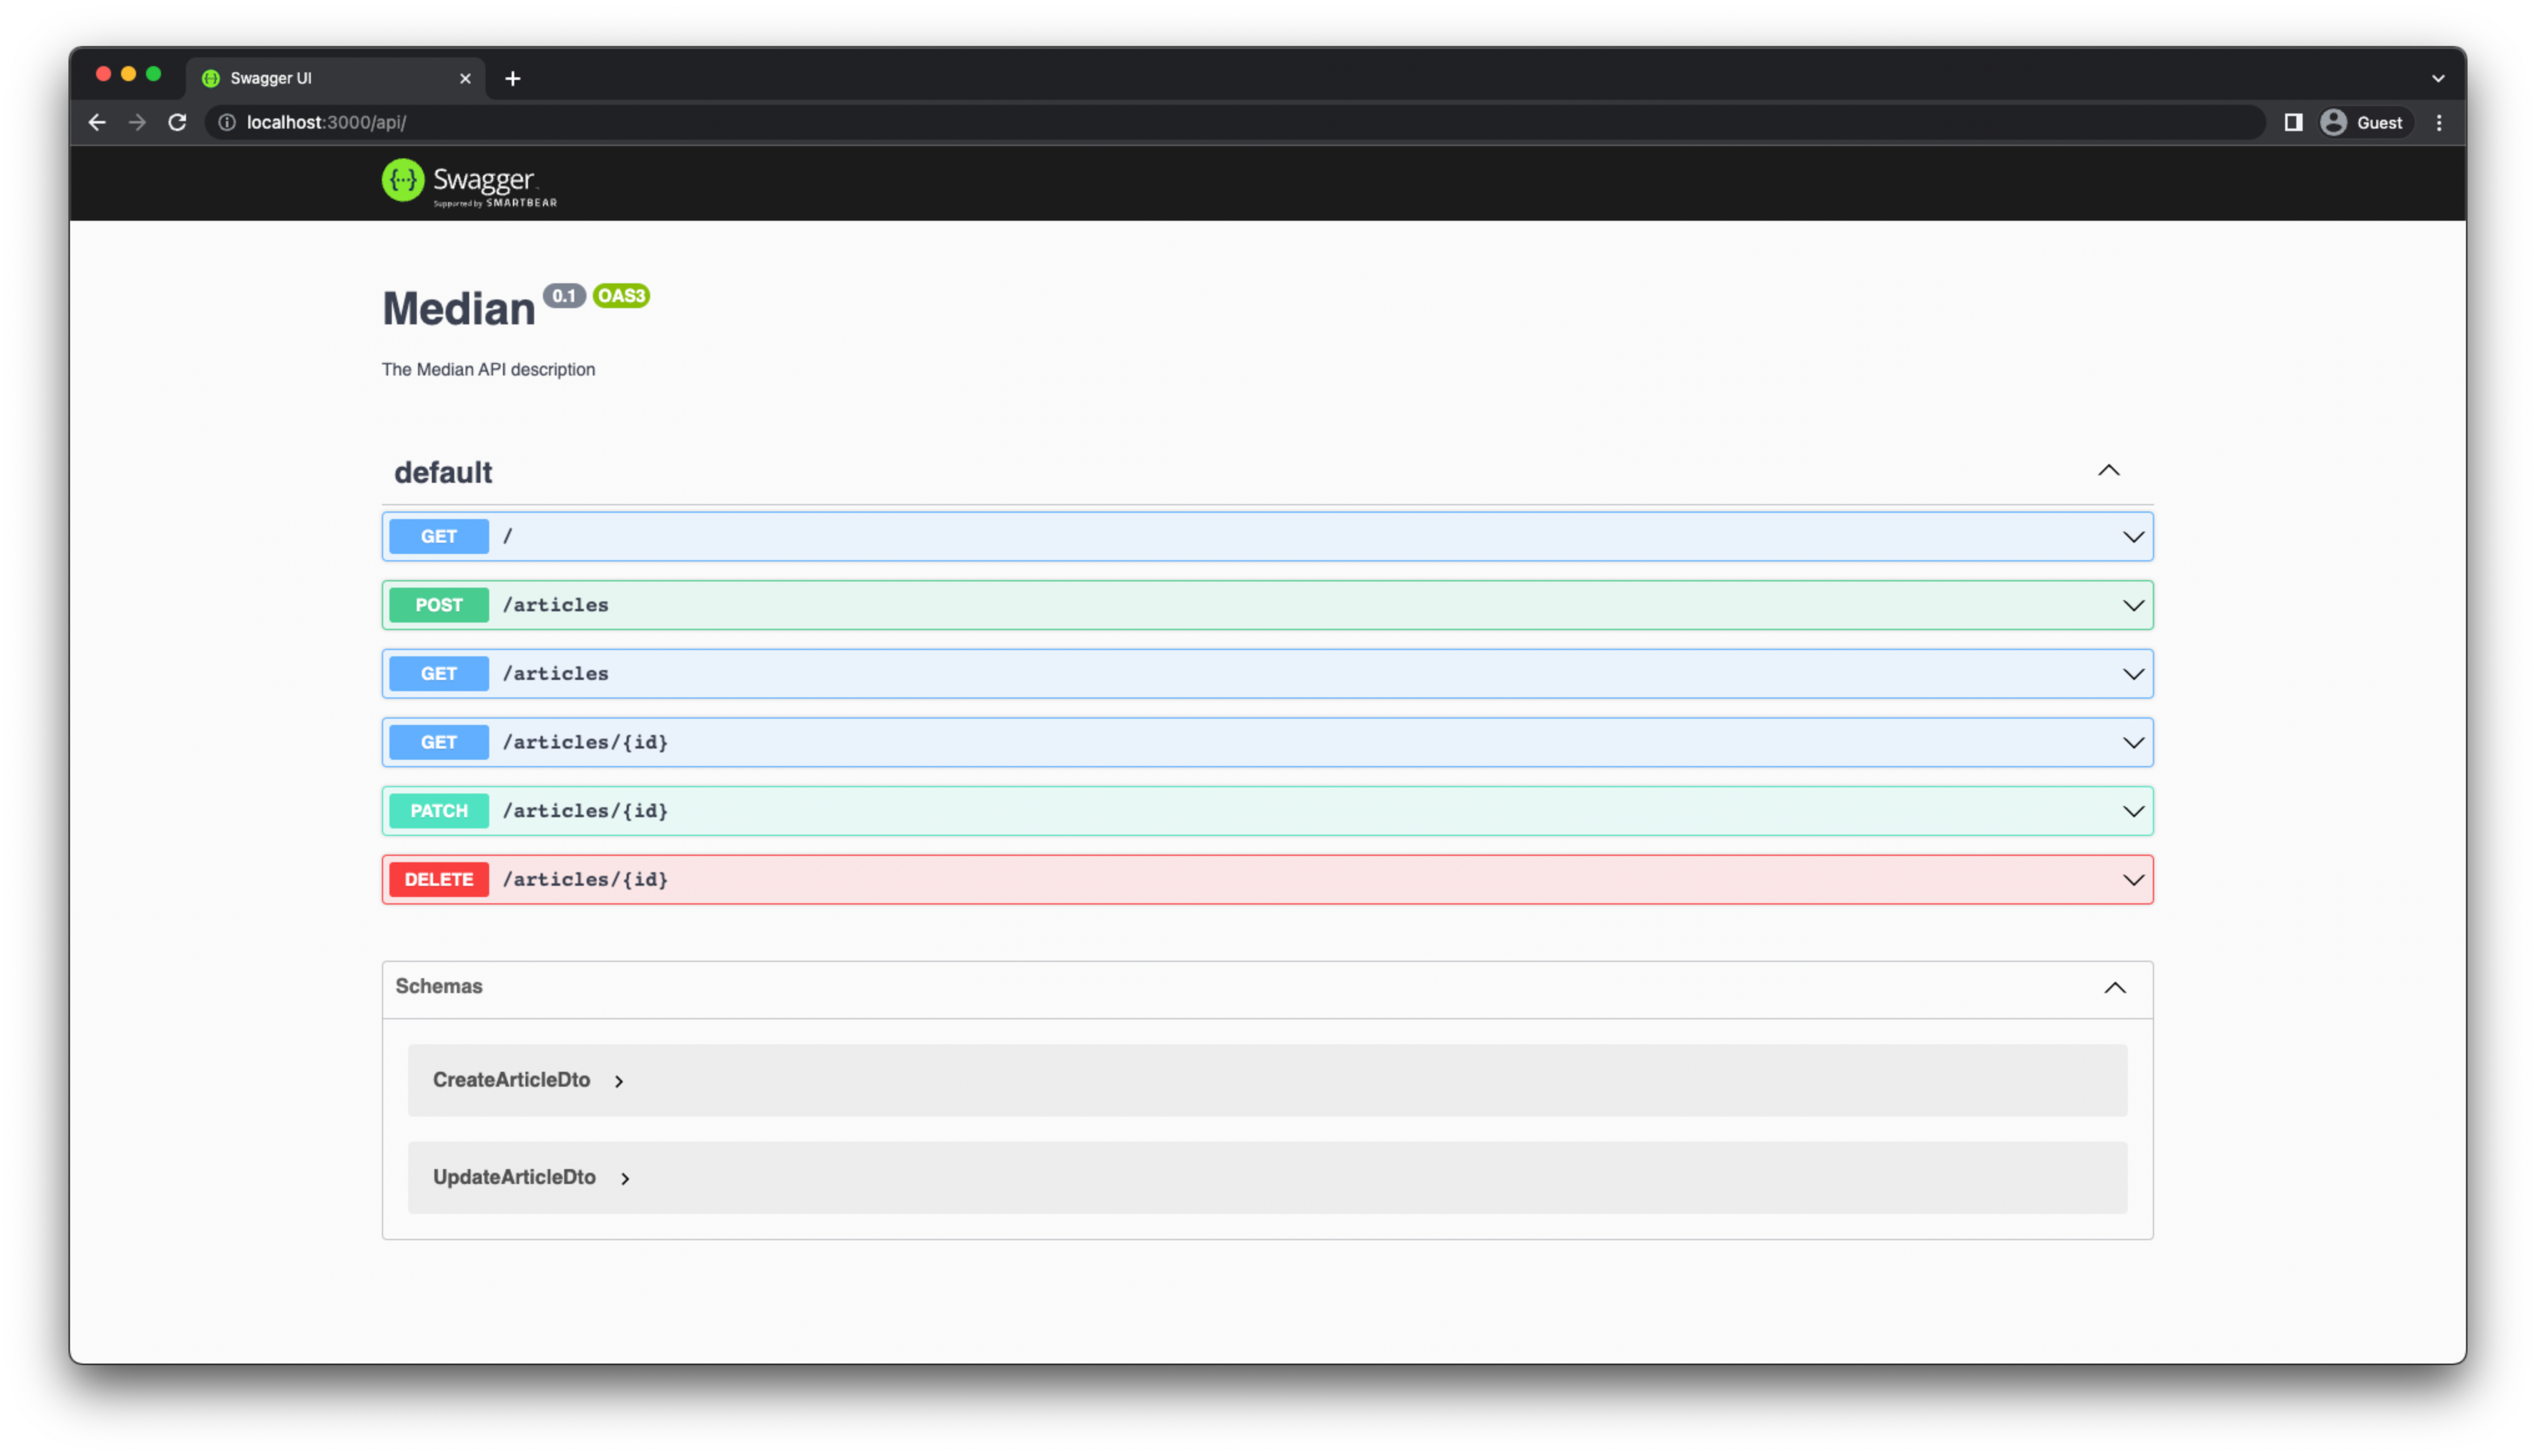 Swagger UI
localhost:3000/api/
Guest
Swagger
Supported by SMARTBEAR
Median 0.1 OAS3
The Median API description
default
GET /
POST /articles
GET /articles
GET /articles/{id}
PATCH /articles/{id}
DELETE /articles/{id}
Schemas
CreateArticleDto
UpdateArticleDto